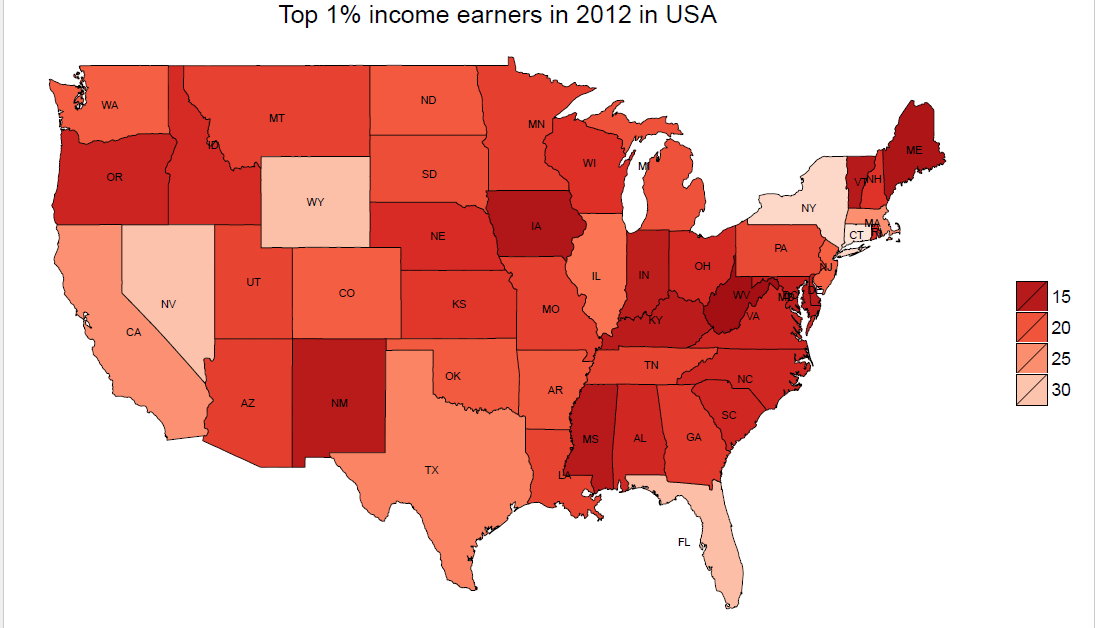 Top 1% income earners in 2012 in USA
WA
MT
ND
MN
ID
OR
SD
WI
MI
ME
VT
NH
WY
NY
MA
CT
RI
NE
IA
PA
NJ
UT
CO
IL
IN
OH
NV
KS
MO
WV
DE
CA
KY
VA
TN
NC
AZ
NM
OK
AR
SC
MS
AL
GA
TX
LA
FL
15
20
25
30